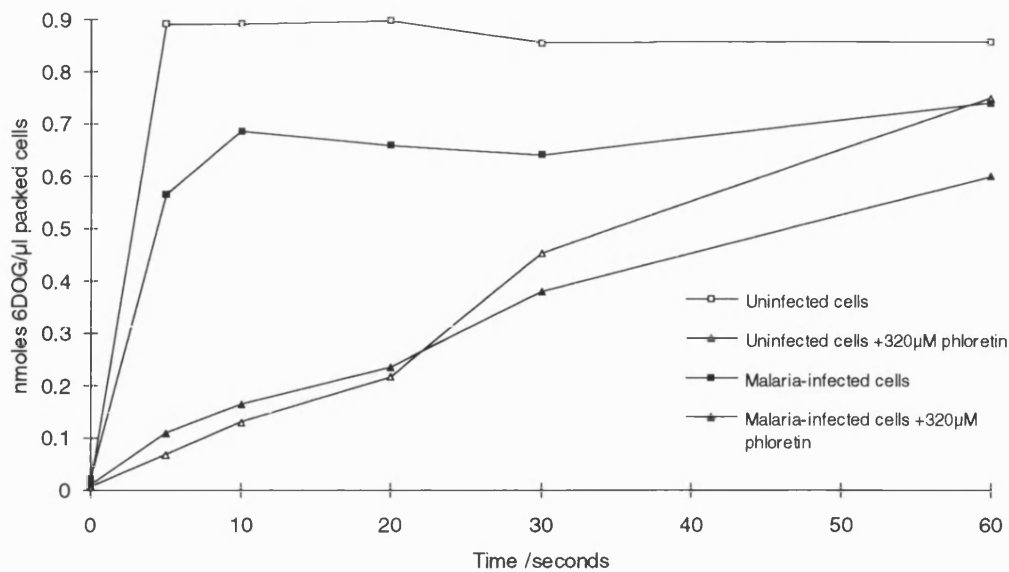 nmoles 6DOG/µl packed cells
0.9
0.8
0.7
0.6
0.5
0.4
0.3
0.2
0.1
0
0 10 20 30 40 50 60
Time /seconds
Uninfected cells
Uninfected cells +320µM phloretin
Malaria-infected cells
Malaria-infected cells +320µM
phloretin